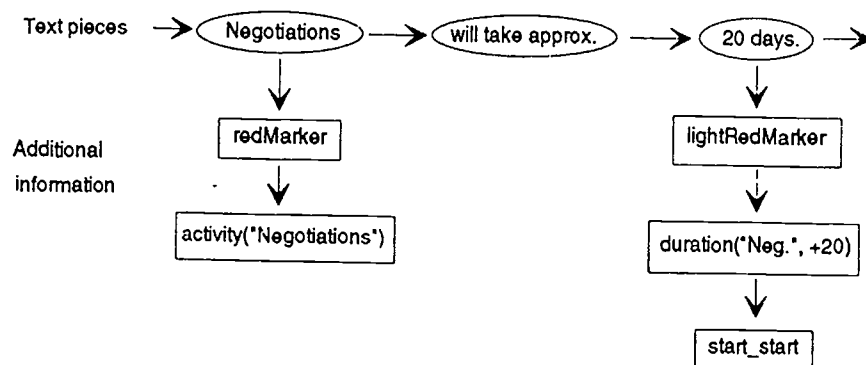 Text pieces
Negotiations
will take approx.
20 days.
Additional
information
redMarker
lightRedMarker
activity("Negotiations")
duration("Neg.", +20)
start_start